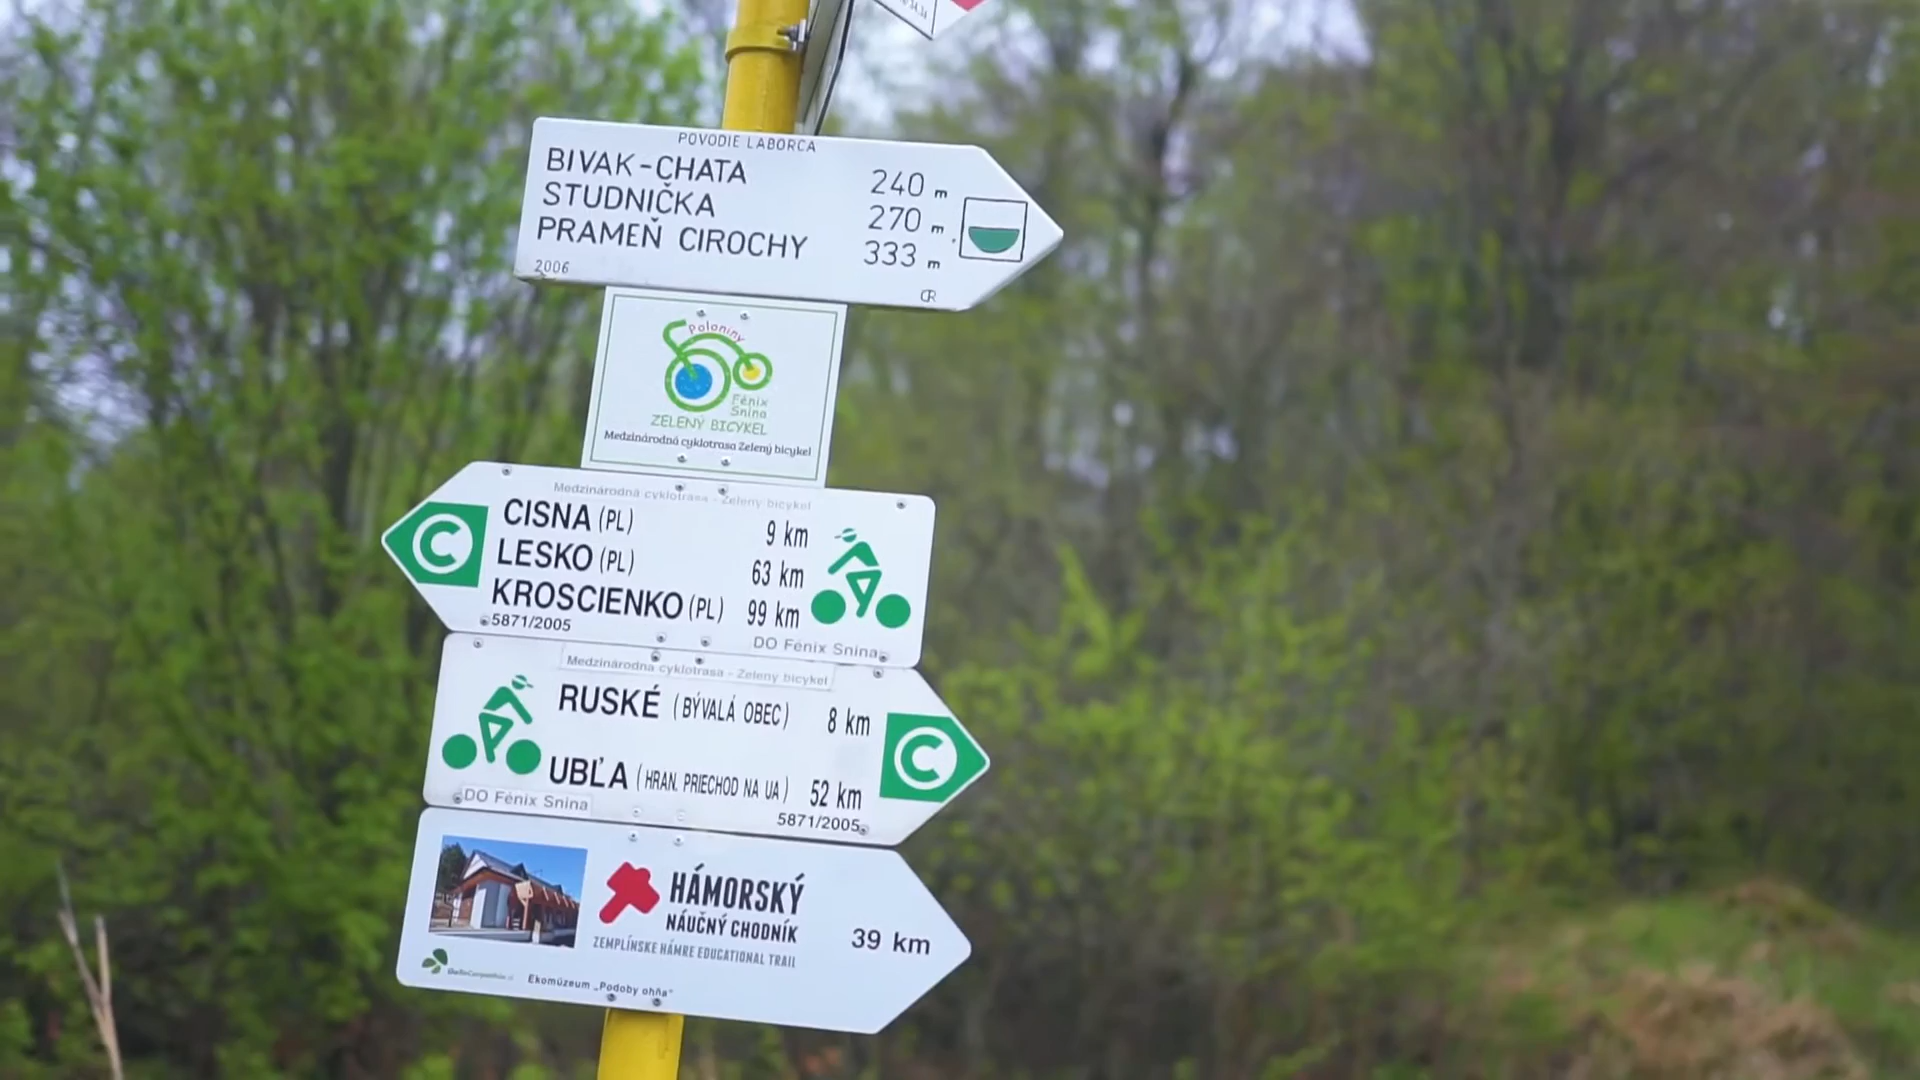 POVODIE LABORCA
BIVAK-CHATA 240 m
STUDNIČKA 270 m
PRAMEŇ CIROCHY 333 m
2006
Poloniny
Fénix
Snina
ZELENÝ BICYKEL
Medzinárodná cyklotrasa Zelený bicykel
Medzinárodná cyklotrasa - Zelený bicykel
C CISNA (PL) 9 km
LESKO (PL) 63 km
KROSCIENKO (PL) 99 km
5871/2005
DO Fénix Snina
Medzinárodná cyklotrasa - Zelený bicykel
RUSKÉ (BÝVALÁ OBEC) 8 km
C
UBĽA (HRAN. PRIECHOD NA UA) 52 km
DO Fénix Snina
5871/2005
HÁMORSKÝ
NÁUČNÝ CHODNÍK
39 km
ZEMPLÍNSKE HÁMRE EDUCATIONAL TRAIL
Ekomúzeum „Podoby ohňa"